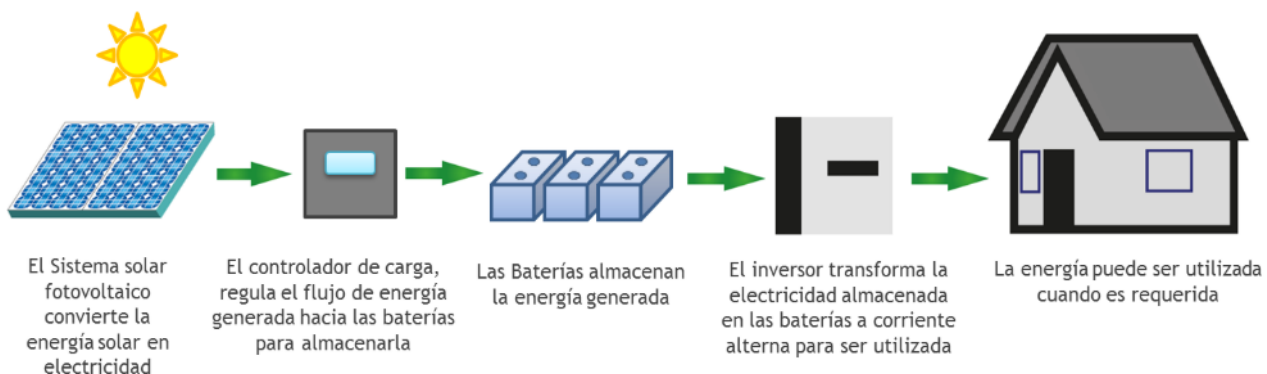 El Sistema solar
fotovoltaico
convierte la
energía solar en
electricidad
El controlador de carga,
regula el flujo de energía
generada hacia las baterías
para almacenarla
Las Baterías almacenan
la energía generada
El inversor transforma la
electricidad almacenada
en las baterías a corriente
alterna para ser utilizada
La energía puede ser utilizada
cuando es requerida